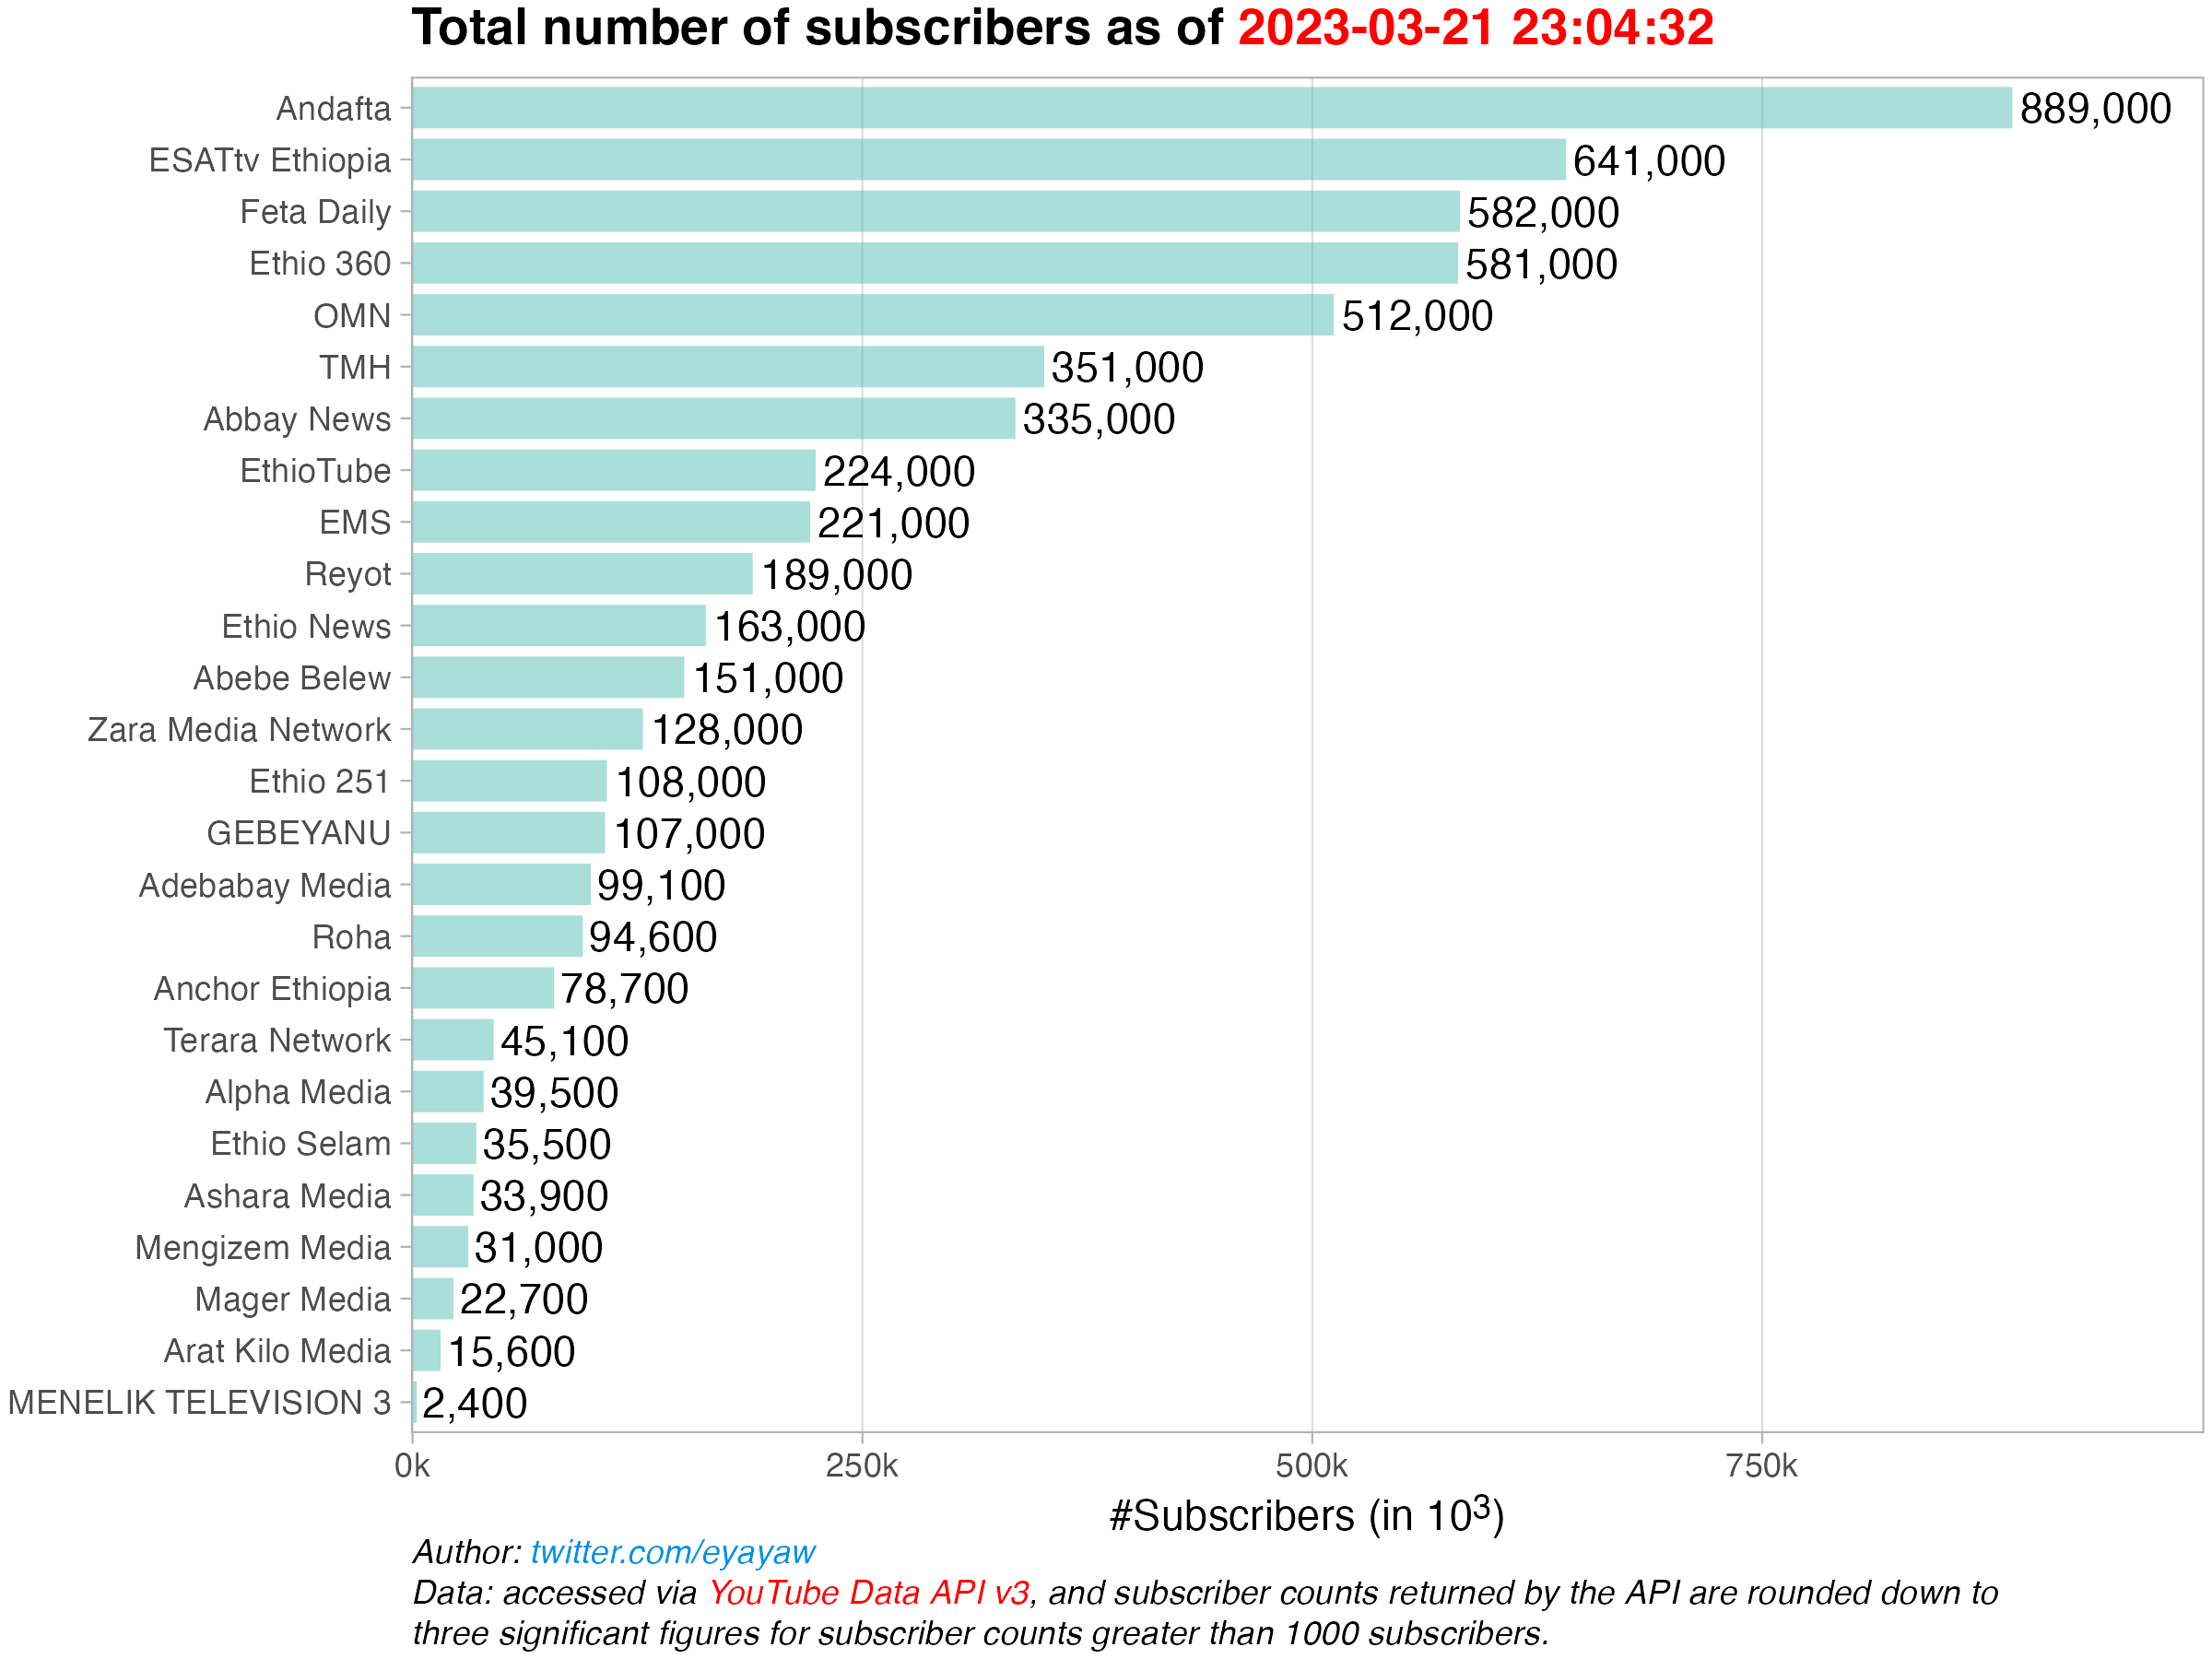 Total number of subscribers as of 2023-03-21 23:04:32
Andafta 889,000
ESATtv Ethiopia 641,000
Feta Daily 582,000
Ethio 360 581,000
OMN 512,000
TMH 351,000
Abbay News 335,000
EthioTube 224,000
EMS 221,000
Reyot 189,000
Ethio News 163,000
Abebe Belew 151,000
Zara Media Network 128,000
Ethio 251 108,000
GEBEYANU 107,000
Adebabay Media 99,100
Roha 94,600
Anchor Ethiopia 78,700
Terara Network 45,100
Alpha Media 39,500
Ethio Selam 35,500
Ashara Media 33,900
Mengizem Media 31,000
Mager Media 22,700
Arat Kilo Media 15,600
MENELIK TELEVISION 3 2,400
0k 250k 500k 750k
#Subscribers (in 10³)
Author: twitter.com/eyayaw
Data: accessed via YouTube Data API v3, and subscriber counts returned by the API are rounded down to
three significant figures for subscriber counts greater than 1000 subscribers.